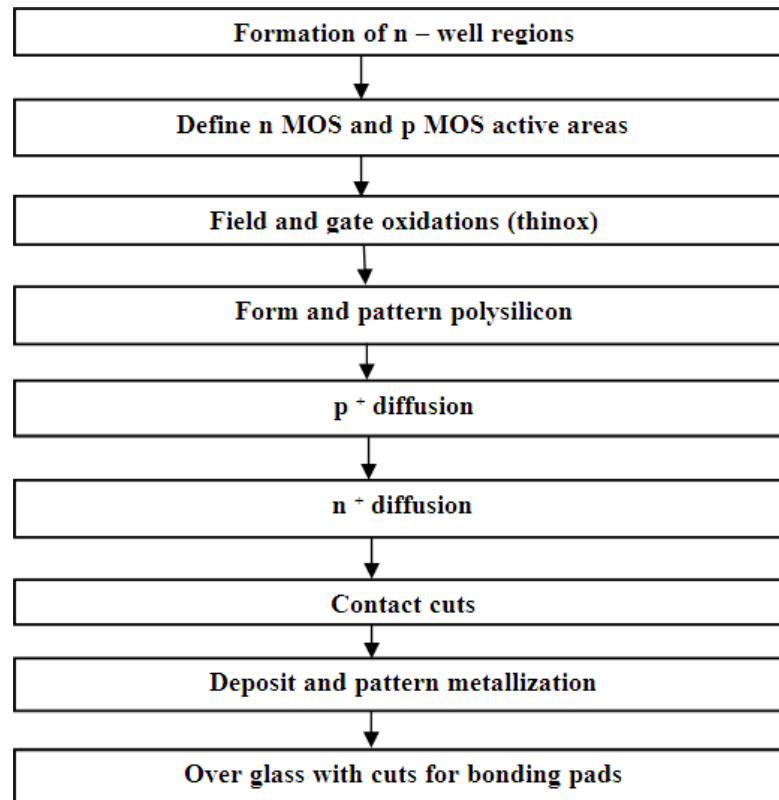 Formation of n – well regions
Define n MOS and p MOS active areas
Field and gate oxidations (thinox)
Form and pattern polysilicon
p + diffusion
n + diffusion
Contact cuts
Deposit and pattern metallization
Over glass with cuts for bonding pads